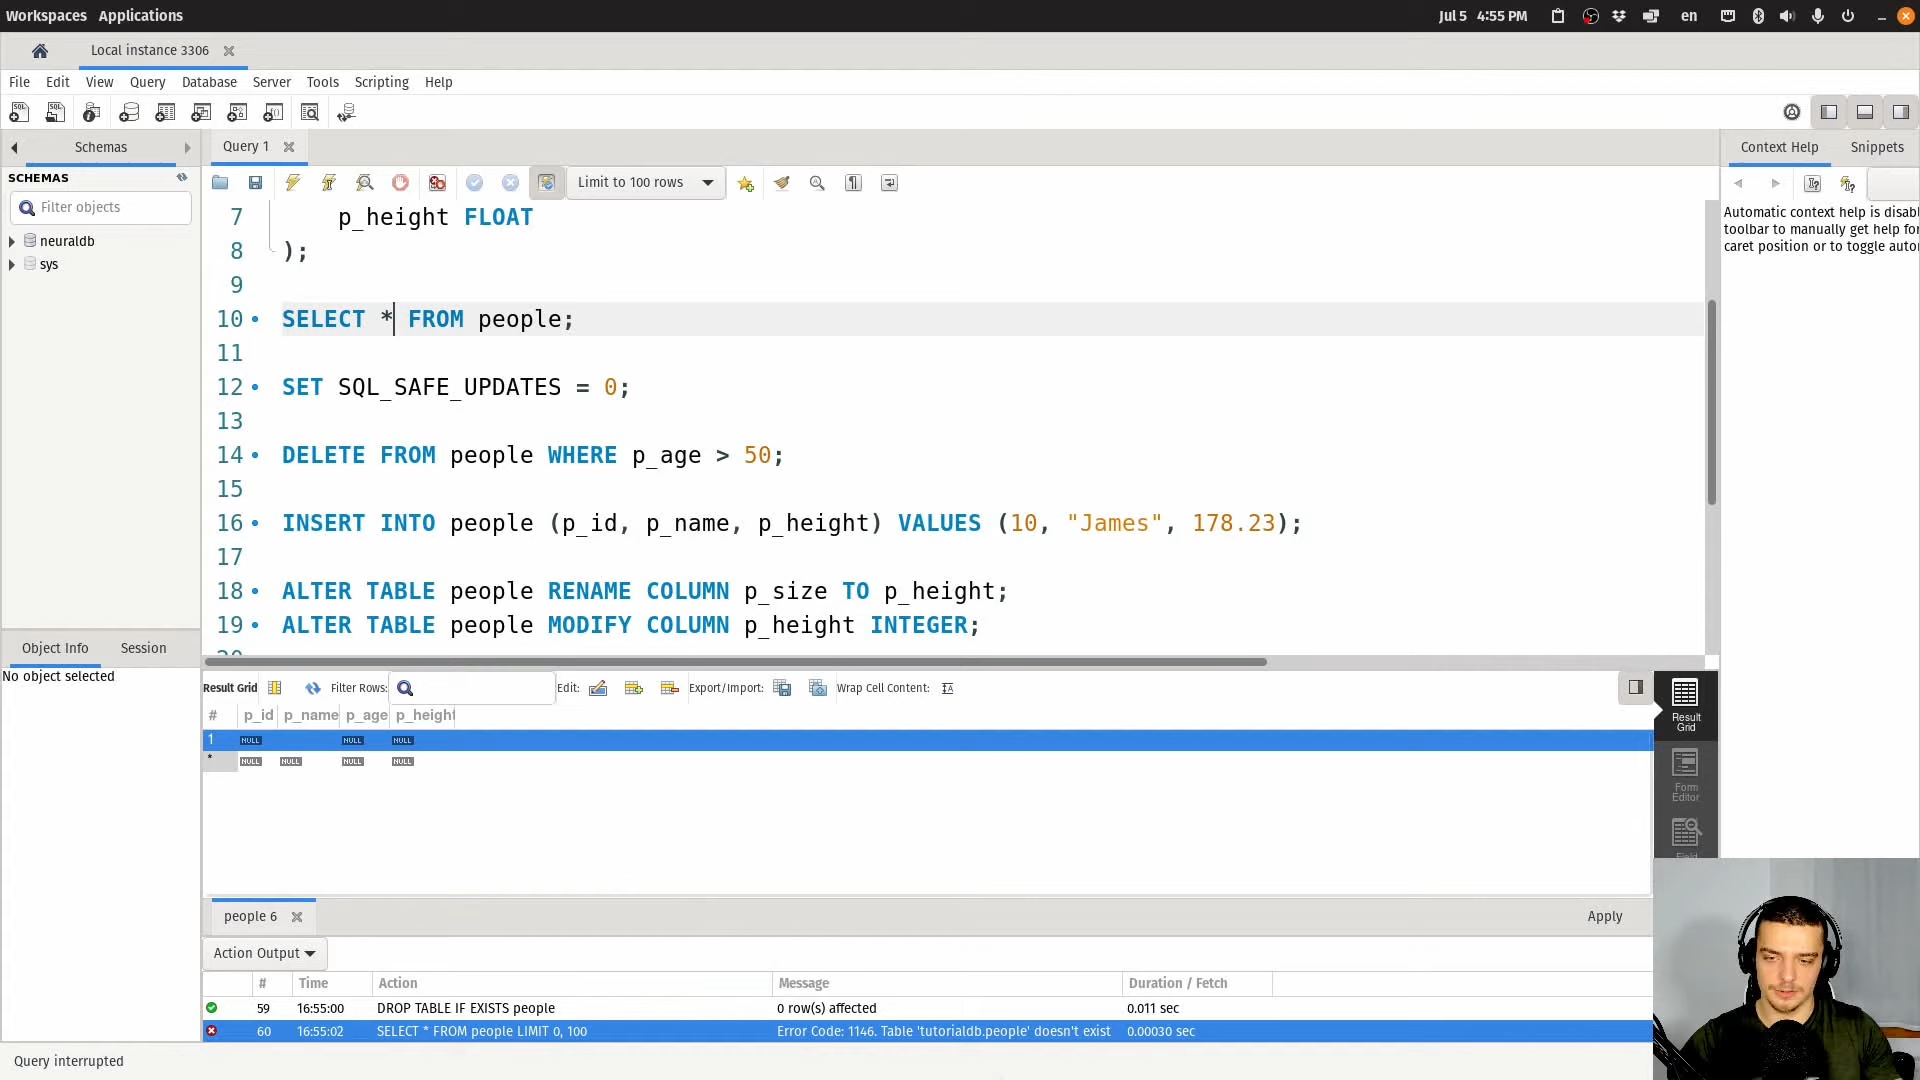 Workspaces Applications Jul 5 4:55 PM en
Local instance 3306
File Edit View Query Database Server Tools Scripting Help
Schemas
SCHEMAS
Filter objects
neuraldb
sys
Query 1
Limit to 100 rows
7 p_height FLOAT
8 );
9
10 SELECT * FROM people;
11
12 SET SQL_SAFE_UPDATES = 0;
13
14 DELETE FROM people WHERE p_age > 50;
15
16 INSERT INTO people (p_id, p_name, p_height) VALUES (10, "James", 178.23);
17
18 ALTER TABLE people RENAME COLUMN p_size TO p_height;
19 ALTER TABLE people MODIFY COLUMN p_height INTEGER;
Context Help Snippets
Automatic context help is disabl
toolbar to manually get help for
caret position or to toggle auto
Object Info Session
No object selected
Result Grid Filter Rows: Edit: Export/Import: Wrap Cell Content:
# p_id p_name p_age p_height
1 NULL NULL NULL
* NULL NULL NULL NULL
Result Grid
Form Editor
people 6
Apply
Action Output
# Time Action Message Duration / Fetch
59 16:55:00 DROP TABLE IF EXISTS people 0 row(s) affected 0.011 sec
60 16:55:02 SELECT * FROM people LIMIT 0, 100 Error Code: 1146. Table 'tutorialdb.people' doesn't exist 0.00030 sec
Query interrupted